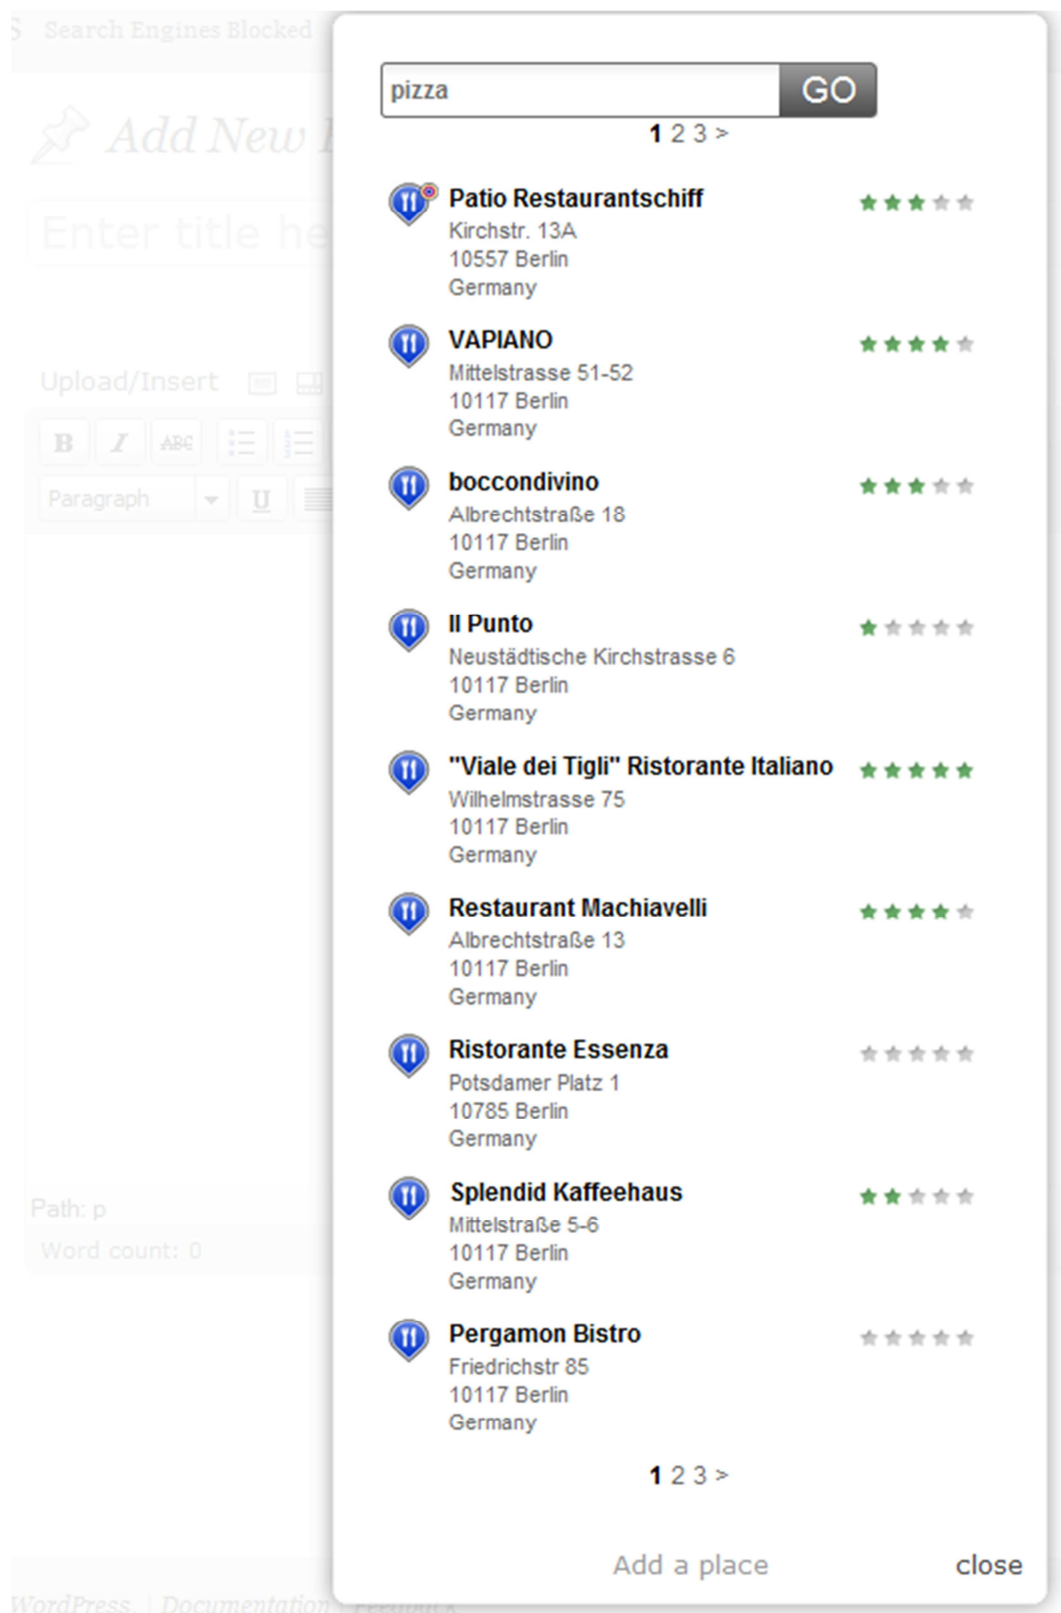 Search Engines Blocked
Add New
Enter title he
Upload/Insert
B I ABC
Paragraph U
Path: p
Word count: 0
WordPress. | Documentation | Feedback
pizza GO
1 2 3 >
Patio Restaurantschiff
Kirchstr. 13A
10557 Berlin
Germany
VAPIANO
Mittelstrasse 51-52
10117 Berlin
Germany
boccondivino
Albrechtstraße 18
10117 Berlin
Germany
Il Punto
Neustädtische Kirchstrasse 6
10117 Berlin
Germany
"Viale dei Tigli" Ristorante Italiano
Wilhelmstrasse 75
10117 Berlin
Germany
Restaurant Machiavelli
Albrechtstraße 13
10117 Berlin
Germany
Ristorante Essenza
Potsdamer Platz 1
10785 Berlin
Germany
Splendid Kaffeehaus
Mittelstraße 5-6
10117 Berlin
Germany
Pergamon Bistro
Friedrichstr 85
10117 Berlin
Germany
1 2 3 >
Add a place close